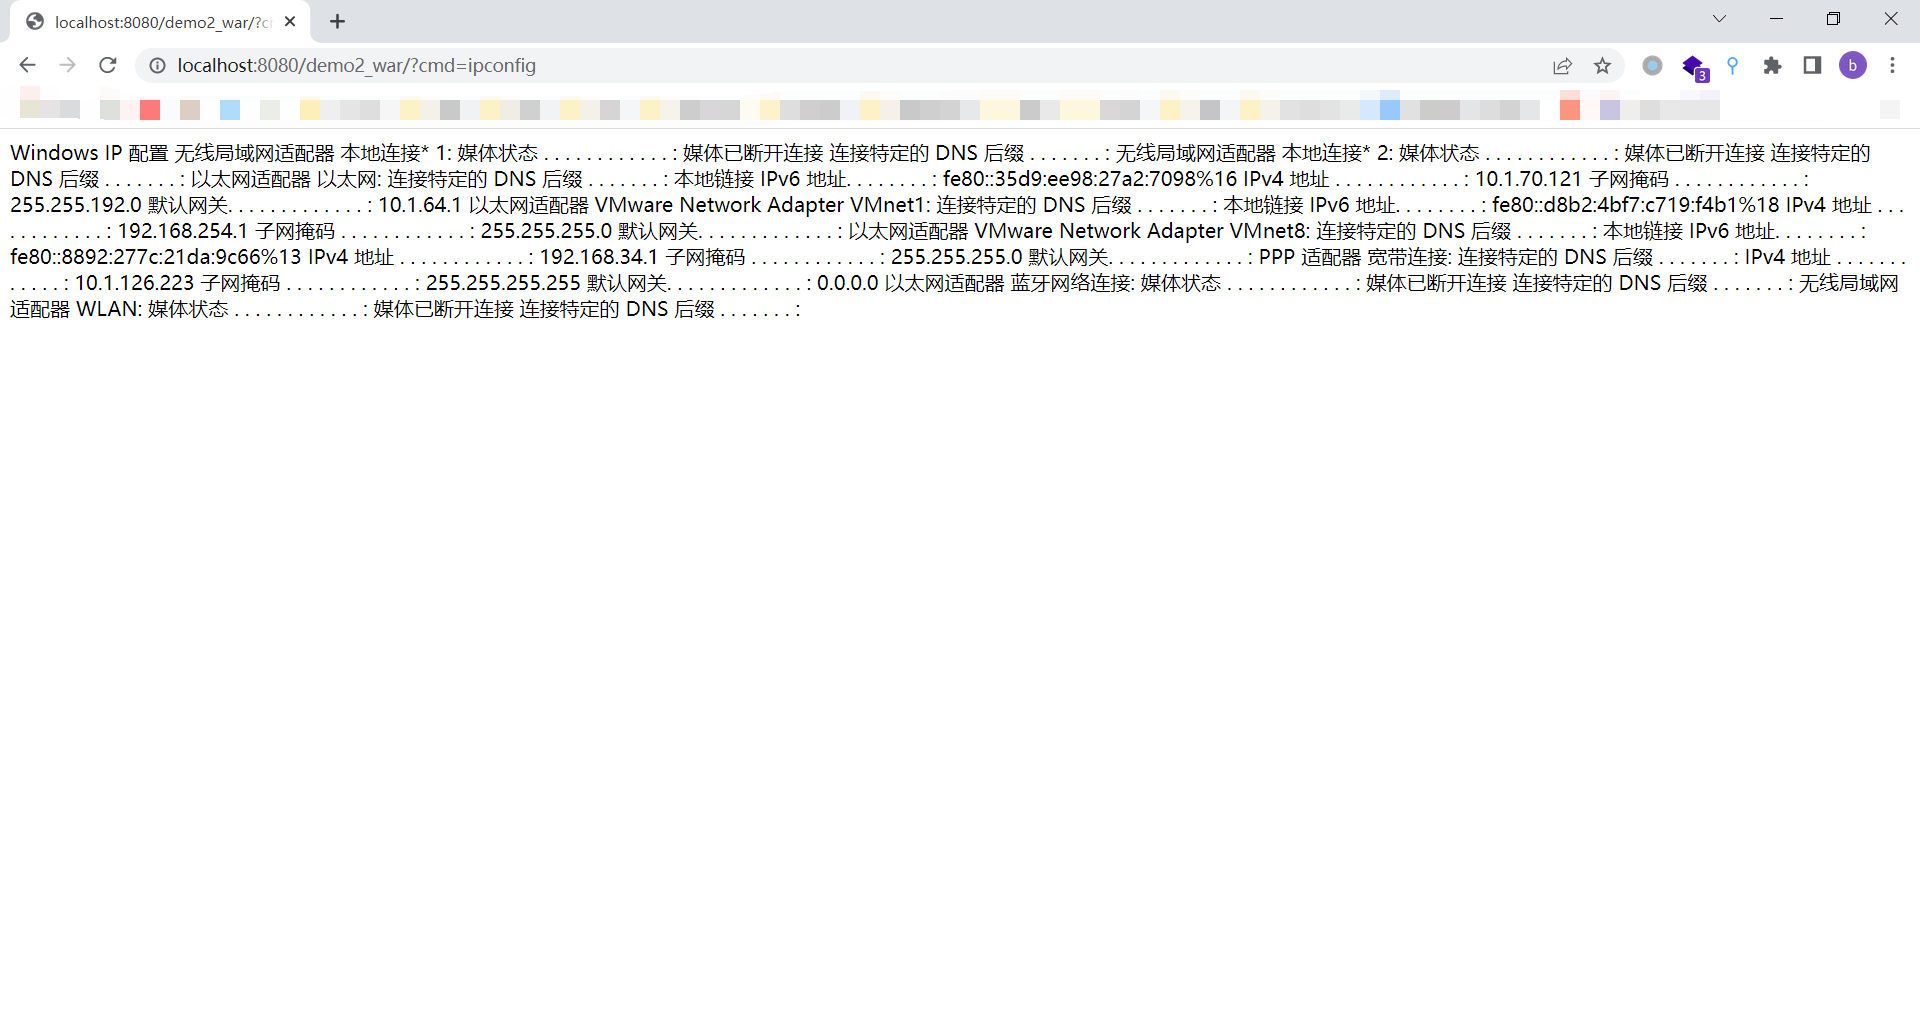 localhost:8080/demo2_war/?c
localhost:8080/demo2_war/?cmd=ipconfig
3
b
Windows IP 配置 无线局域网适配器 本地连接* 1: 媒体状态 . . . . . . . . . . . . : 媒体已断开连接 连接特定的 DNS 后缀 . . . . . . . : 无线局域网适配器 本地连接* 2: 媒体状态 . . . . . . . . . . . . : 媒体已断开连接 连接特定的
DNS 后缀 . . . . . . . : 以太网适配器 以太网: 连接特定的 DNS 后缀 . . . . . . . : 本地链接 IPv6 地址. . . . . . . . : fe80::35d9:ee98:27a2:7098%16 IPv4 地址 . . . . . . . . . . . . : 10.1.70.121 子网掩码 . . . . . . . . . . . . :
255.255.192.0 默认网关. . . . . . . . . . . . . : 10.1.64.1 以太网适配器 VMware Network Adapter VMnet1: 连接特定的 DNS 后缀 . . . . . . . : 本地链接 IPv6 地址. . . . . . . . : fe80::d8b2:4bf7:c719:f4b1%18 IPv4 地址 . . .
. . . . . . . . . : 192.168.254.1 子网掩码 . . . . . . . . . . . . : 255.255.255.0 默认网关. . . . . . . . . . . . . : 以太网适配器 VMware Network Adapter VMnet8: 连接特定的 DNS 后缀 . . . . . . . : 本地链接 IPv6 地址. . . . . . . . :
fe80::8892:277c:21da:9c66%13 IPv4 地址 . . . . . . . . . . . . : 192.168.34.1 子网掩码 . . . . . . . . . . . . : 255.255.255.0 默认网关. . . . . . . . . . . . . : PPP 适配器 宽带连接: 连接特定的 DNS 后缀 . . . . . . . : IPv4 地址 . . . . . . .
. . . . . : 10.1.126.223 子网掩码 . . . . . . . . . . . . : 255.255.255.255 默认网关. . . . . . . . . . . . . : 0.0.0.0 以太网适配器 蓝牙网络连接: 媒体状态 . . . . . . . . . . . . : 媒体已断开连接 连接特定的 DNS 后缀 . . . . . . . : 无线局域网
适配器 WLAN: 媒体状态 . . . . . . . . . . . . : 媒体已断开连接 连接特定的 DNS 后缀 . . . . . . . :